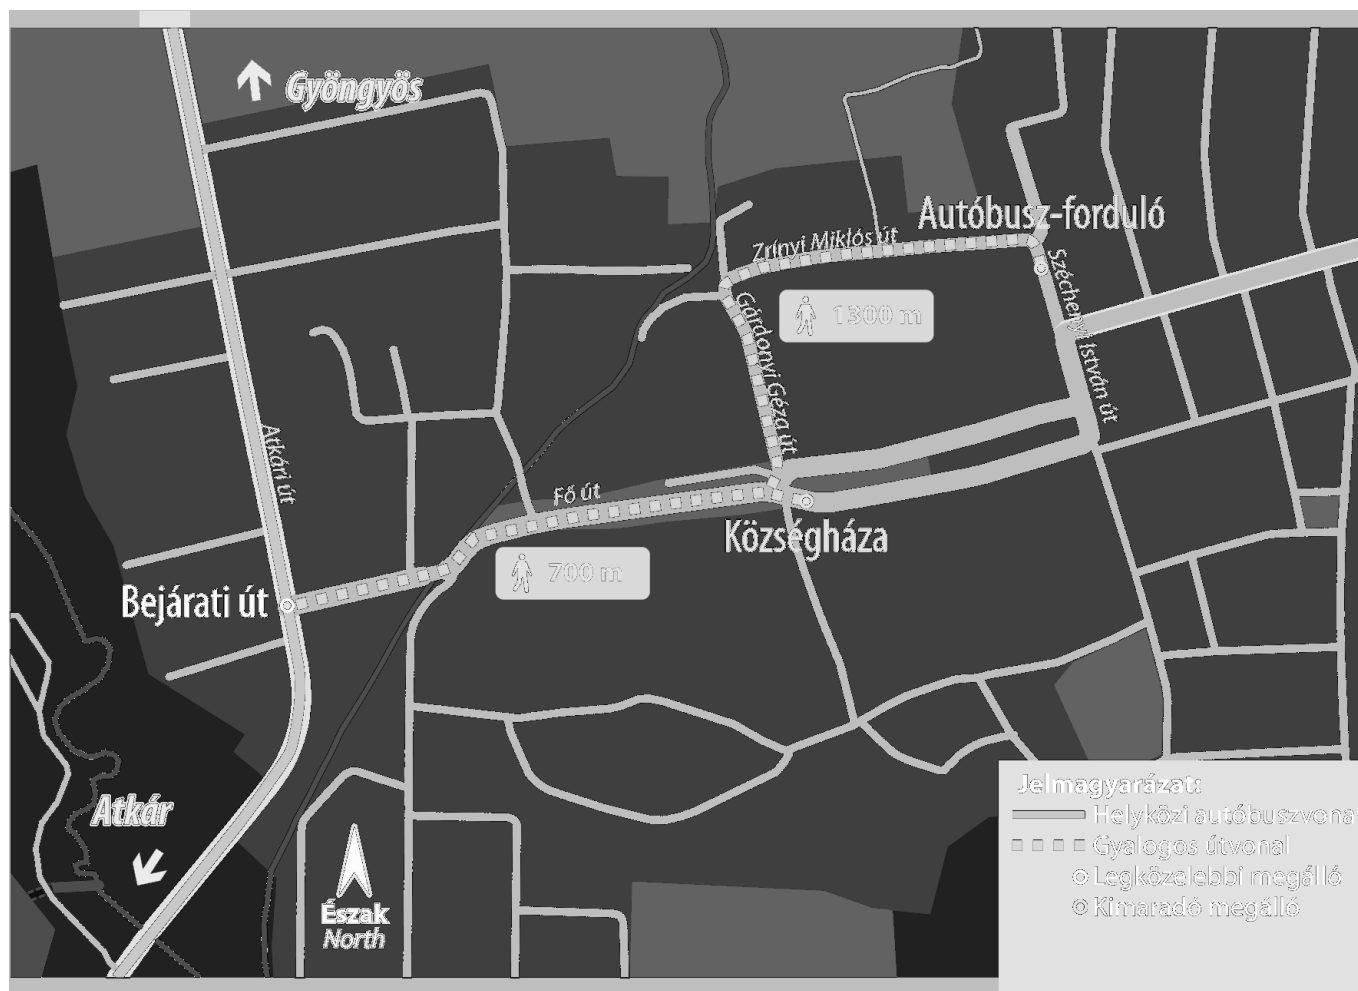 Gyöngyös
Autóbusz-forduló
Zrínyi Miklós út
Széchenyi István út
1300 m
Gárdonyi Géza út
Atkári út
Fő út
Községháza
700 m
Bejárati út
Atkár
Észak
North
Jelmagyarázat:
Helyközi autóbuszvona
Gyalogos útvonal
Legközelebbi megálló
Kimaradó megálló